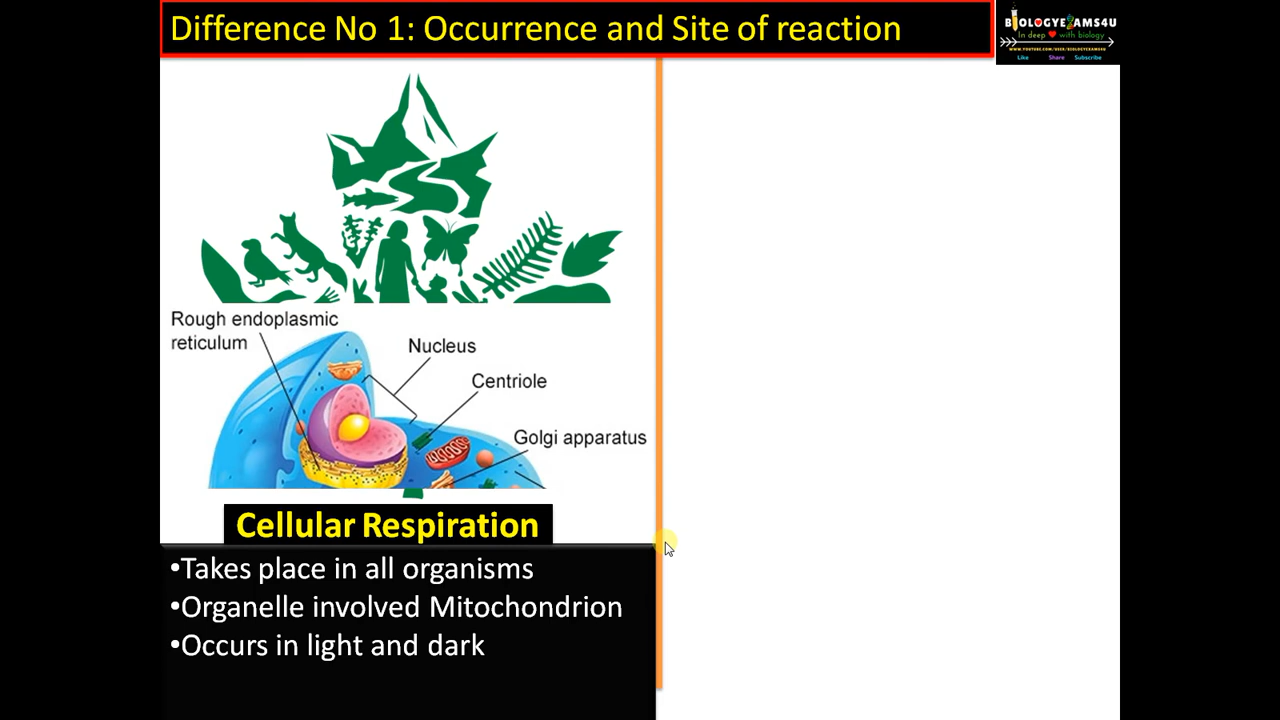 Difference No 1: Occurrence and Site of reaction
BIOLOGYEXAMS4U
In deep with biology
WWW.YOUTUBE.COM/USER/BIOLOGYEXAMS4U
Like Share Subscribe
Rough endoplasmic
reticulum
Nucleus
Centriole
Golgi apparatus
Cellular Respiration
•Takes place in all organisms
•Organelle involved Mitochondrion
•Occurs in light and dark